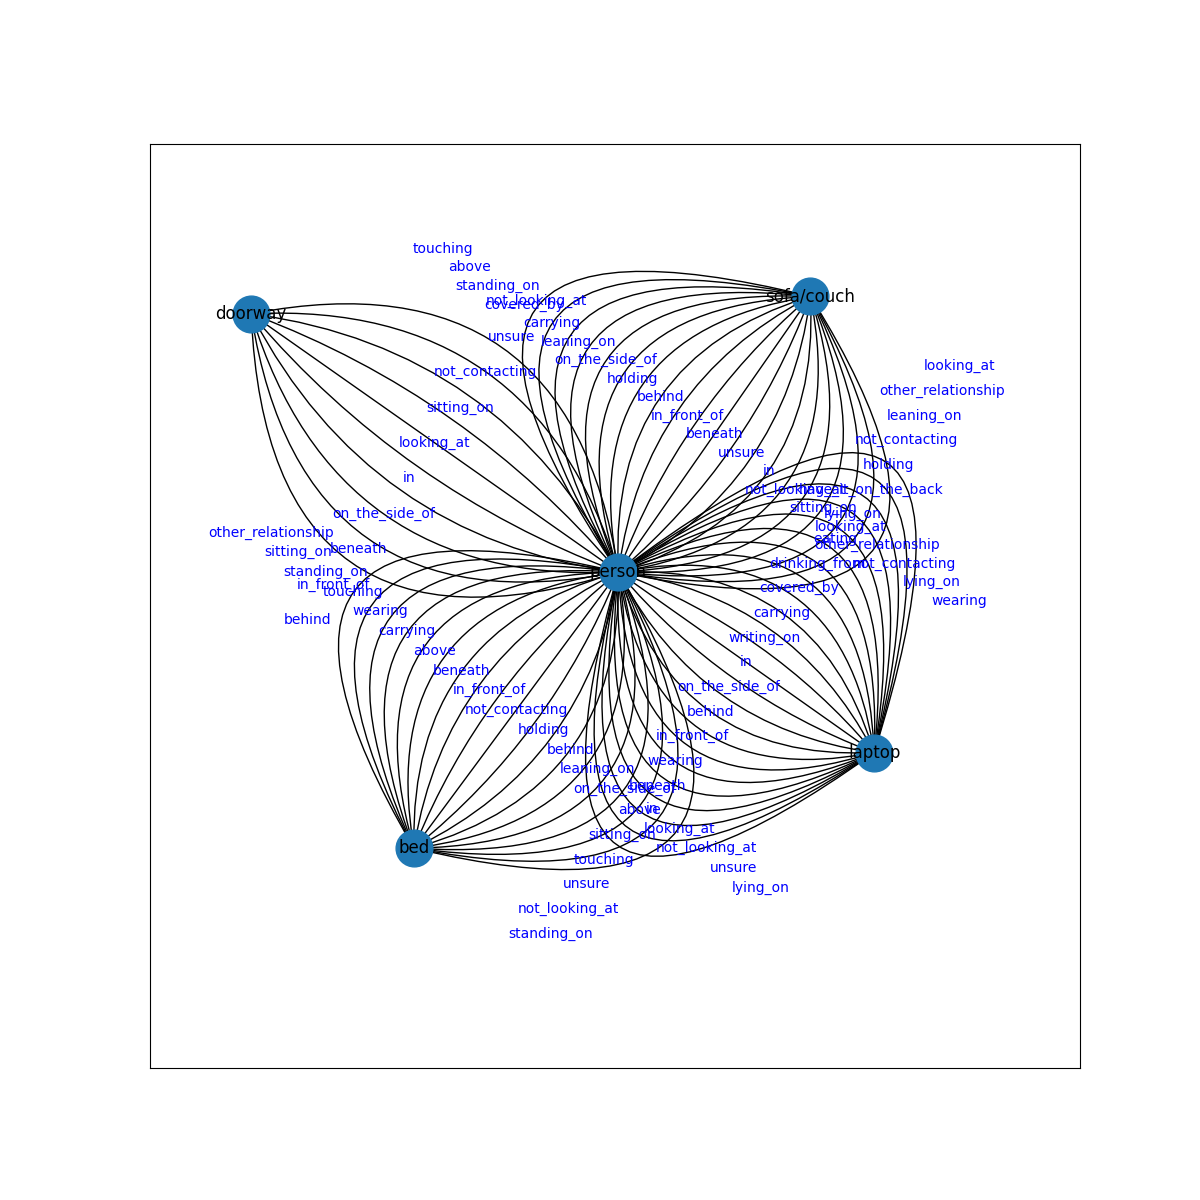 touching
above
standing_on
not_looking_at
covered_by
doorway
sofa/couch
carrying
unsure
leaning_on
on_the_side_of
looking_at
not_contacting
holding
other_relationship
behind
sitting_on
in_front_of
leaning_on
beneath
not_contacting
looking_at
unsure
holding
in
in
not_looking_at
have_it_on_the_back
sitting_on
on_the_side_of
lying_on
looking_at
other_relationship
eating
other_relationship
sitting_on
beneath
drinking_from
not_contacting
standing_on
person
lying_on
in_front_of
touching
covered_by
wearing
wearing
carrying
behind
carrying
writing_on
above
in
beneath
in_front_of
on_the_side_of
not_contacting
behind
holding
in_front_of
behind
laptop
wearing
leaning_on
on_the_side_of
beneath
above
in
looking_at
sitting_on
bed
not_looking_at
touching
unsure
unsure
lying_on
not_looking_at
standing_on